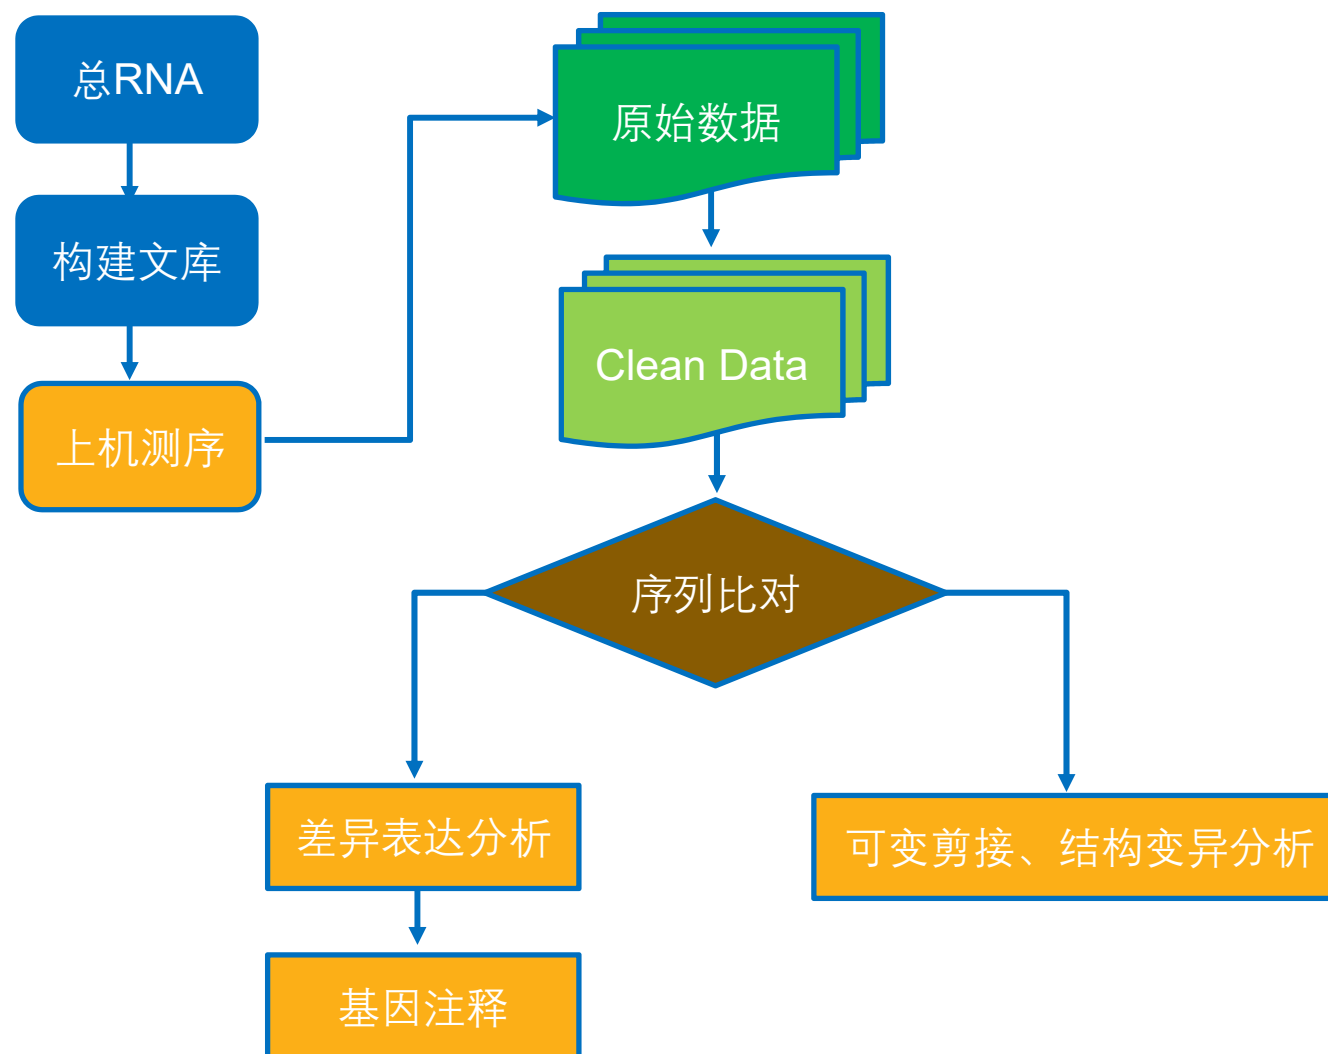 总RNA
构建文库
上机测序
原始数据
Clean Data
序列比对
差异表达分析
可变剪接、结构变异分析
基因注释